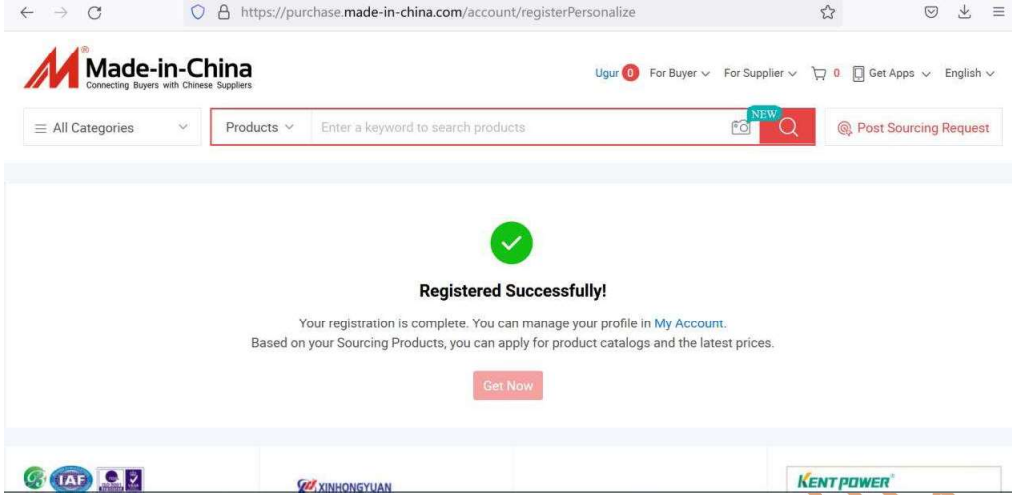 https://purchase.made-in-china.com/account/registerPersonalize
Made-in-China
Connecting Buyers with Chinese Suppliers
Ugur 0 For Buyer For Supplier 0 Get Apps English
All Categories Products Enter a keyword to search products NEW Post Sourcing Request
Registered Successfully!
Your registration is complete. You can manage your profile in My Account.
Based on your Sourcing Products, you can apply for product catalogs and the latest prices.
Get Now
IAF
XINHONGYUAN
KENTPOWER